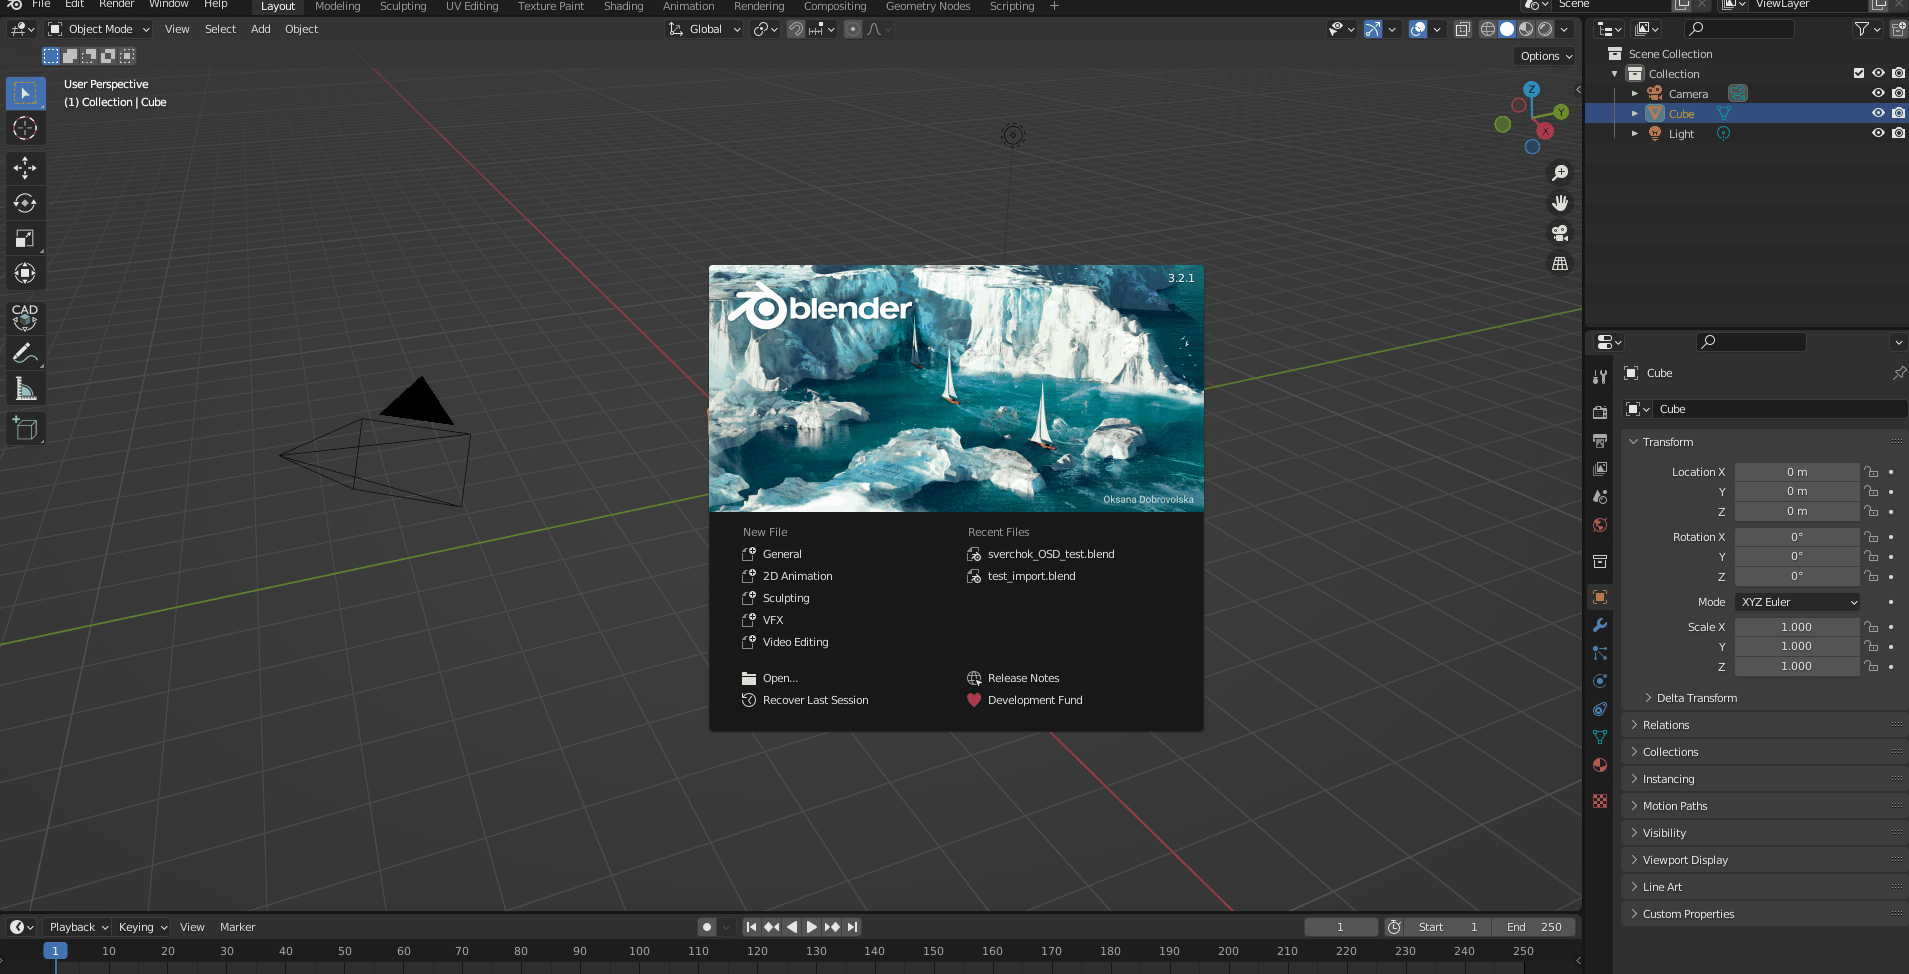 File Edit Render Window Help Layout Modeling Sculpting UV Editing Texture Paint Shading Animation Rendering Compositing Geometry Nodes Scripting + Scene ViewLayer
Object Mode View Select Add Object Global
Options
User Perspective
(1) Collection | Cube
CAD
Z
Y
X
Scene Collection
Collection
Camera
Cube
Light
3.2.1
blender
Oksana Dobrovolska
New File
General
2D Animation
Sculpting
VFX
Video Editing
Open...
Recover Last Session
Recent Files
sverchok_OSD_test.blend
test_import.blend
Release Notes
Development Fund
Cube
Cube
Transform
Location X 0 m
Y 0 m
Z 0 m
Rotation X 0°
Y 0°
Z 0°
Mode XYZ Euler
Scale X 1.000
Y 1.000
Z 1.000
Delta Transform
Relations
Collections
Instancing
Motion Paths
Visibility
Viewport Display
Line Art
Custom Properties
Playback Keying View Marker 1 Start 1 End 250
1 10 20 30 40 50 60 70 80 90 100 110 120 130 140 150 160 170 180 190 200 210 220 230 240 250